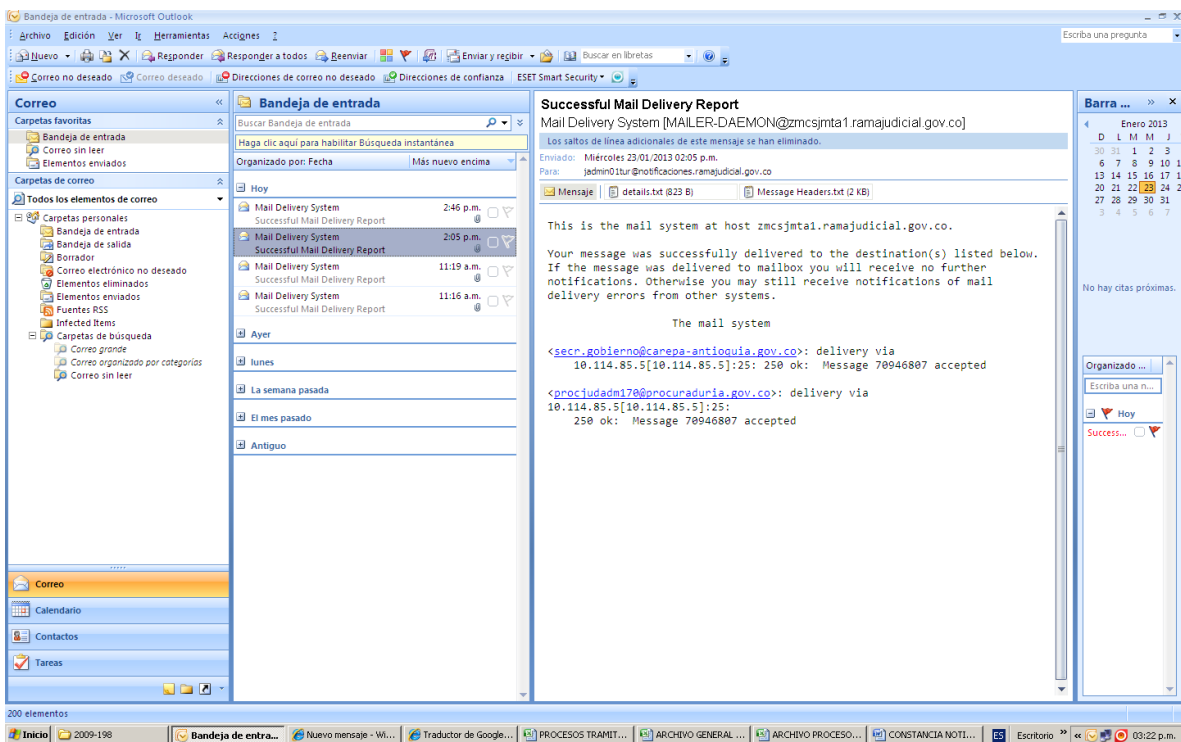 Bandeja de entrada - Microsoft Outlook
Archivo Edición Ver Ir Herramientas Acciones ?
Escriba una pregunta
Nuevo Responder Responder a todos Reenviar Enviar y recibir Buscar en libretas
Correo no deseado Correo deseado Direcciones de correo no deseado Direcciones de confianza ESET Smart Security
Correo
Carpetas favoritas
Bandeja de entrada
Correo sin leer
Elementos enviados
Carpetas de correo
Todos los elementos de correo
Carpetas personales
Bandeja de entrada
Bandeja de salida
Borrador
Correo electrónico no deseado
Elementos eliminados
Elementos enviados
Fuentes RSS
Infected Items
Carpetas de búsqueda
Correo grande
Correo organizado por categorías
Correo sin leer
Correo
Calendario
Contactos
Tareas
Bandeja de entrada
Buscar Bandeja de entrada
Haga clic aquí para habilitar Búsqueda instantánea
Organizado por: Fecha Más nuevo encima
Hoy
Mail Delivery System 2:46 p.m.
Successful Mail Delivery Report
Mail Delivery System 2:05 p.m.
Successful Mail Delivery Report
Mail Delivery System 11:19 a.m.
Successful Mail Delivery Report
Mail Delivery System 11:16 a.m.
Successful Mail Delivery Report
Ayer
lunes
La semana pasada
El mes pasado
Antiguo
Successful Mail Delivery Report
Mail Delivery System [MAILER-DAEMON@zmcsjmta1.ramajudicial.gov.co]
Los saltos de línea adicionales de este mensaje se han eliminado.
Enviado: Miércoles 23/01/2013 02:05 p.m.
Para: jadmin01tur@notificaciones.ramajudicial.gov.co
Mensaje details.txt (823 B) Message Headers.txt (2 KB)
This is the mail system at host zmcsjmta1.ramajudicial.gov.co.
Your message was successfully delivered to the destination(s) listed below.
If the message was delivered to mailbox you will receive no further
notifications. Otherwise you may still receive notifications of mail
delivery errors from other systems.
The mail system
<secr.gobierno@carepa-antioquia.gov.co>: delivery via
10.114.85.5[10.114.85.5]:25: 250 ok:  Message 70946807 accepted
<procjudadm170@procuraduria.gov.co>: delivery via
10.114.85.5[10.114.85.5]:25:
250 ok:  Message 70946807 accepted
Barra ...
Enero 2013
D L M M J
30 31 1 2 3
6 7 8 9 10 1
13 14 15 16 17 1
20 21 22 23 24 2
27 28 29 30 31
3 4 5 6 7
No hay citas próximas.
Organizado ...
Escriba una n...
Hoy
Success...
200 elementos
Inicio 2009-198 Bandeja de entra... Nuevo mensaje - Wi... Traductor de Google... PROCESOS TRAMIT... ARCHIVO GENERAL ... ARCHIVO PROCESO... CONSTANCIA NOTI... ES Escritorio » « 03:22 p.m.